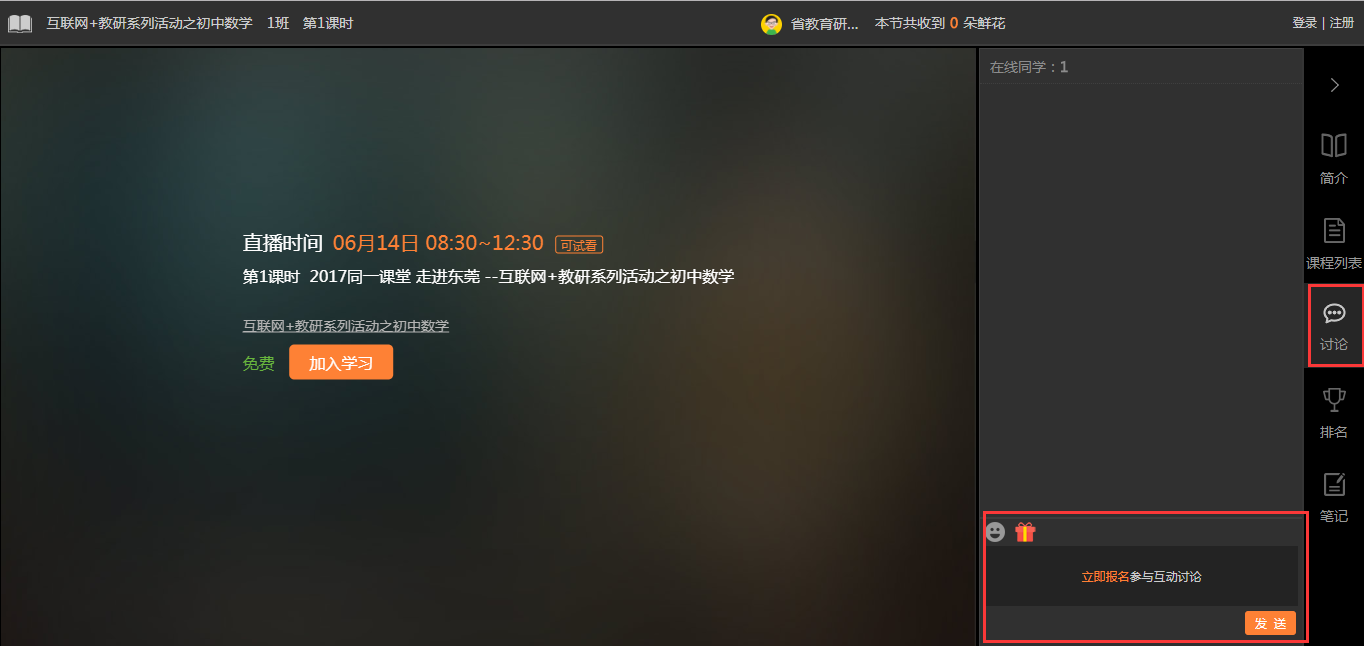 互联网+教研系列活动之初中数学 1班 第1课时
省教育研... 本节共收到 0 朵鲜花
登录 | 注册
在线同学：1
直播时间 06月14日 08:30~12:30 可试看
第1课时 2017同一课堂 走进东莞 --互联网+教研系列活动之初中数学
互联网+教研系列活动之初中数学
免费 加入学习
简介
课程列表
讨论
排名
笔记
立即报名参与互动讨论
发 送